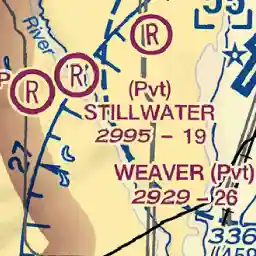 River
R
R
R
P
(Pvt)
STILLWATER
2995 - 19
WEAVER (Pvt)
2929 - 26
27
336